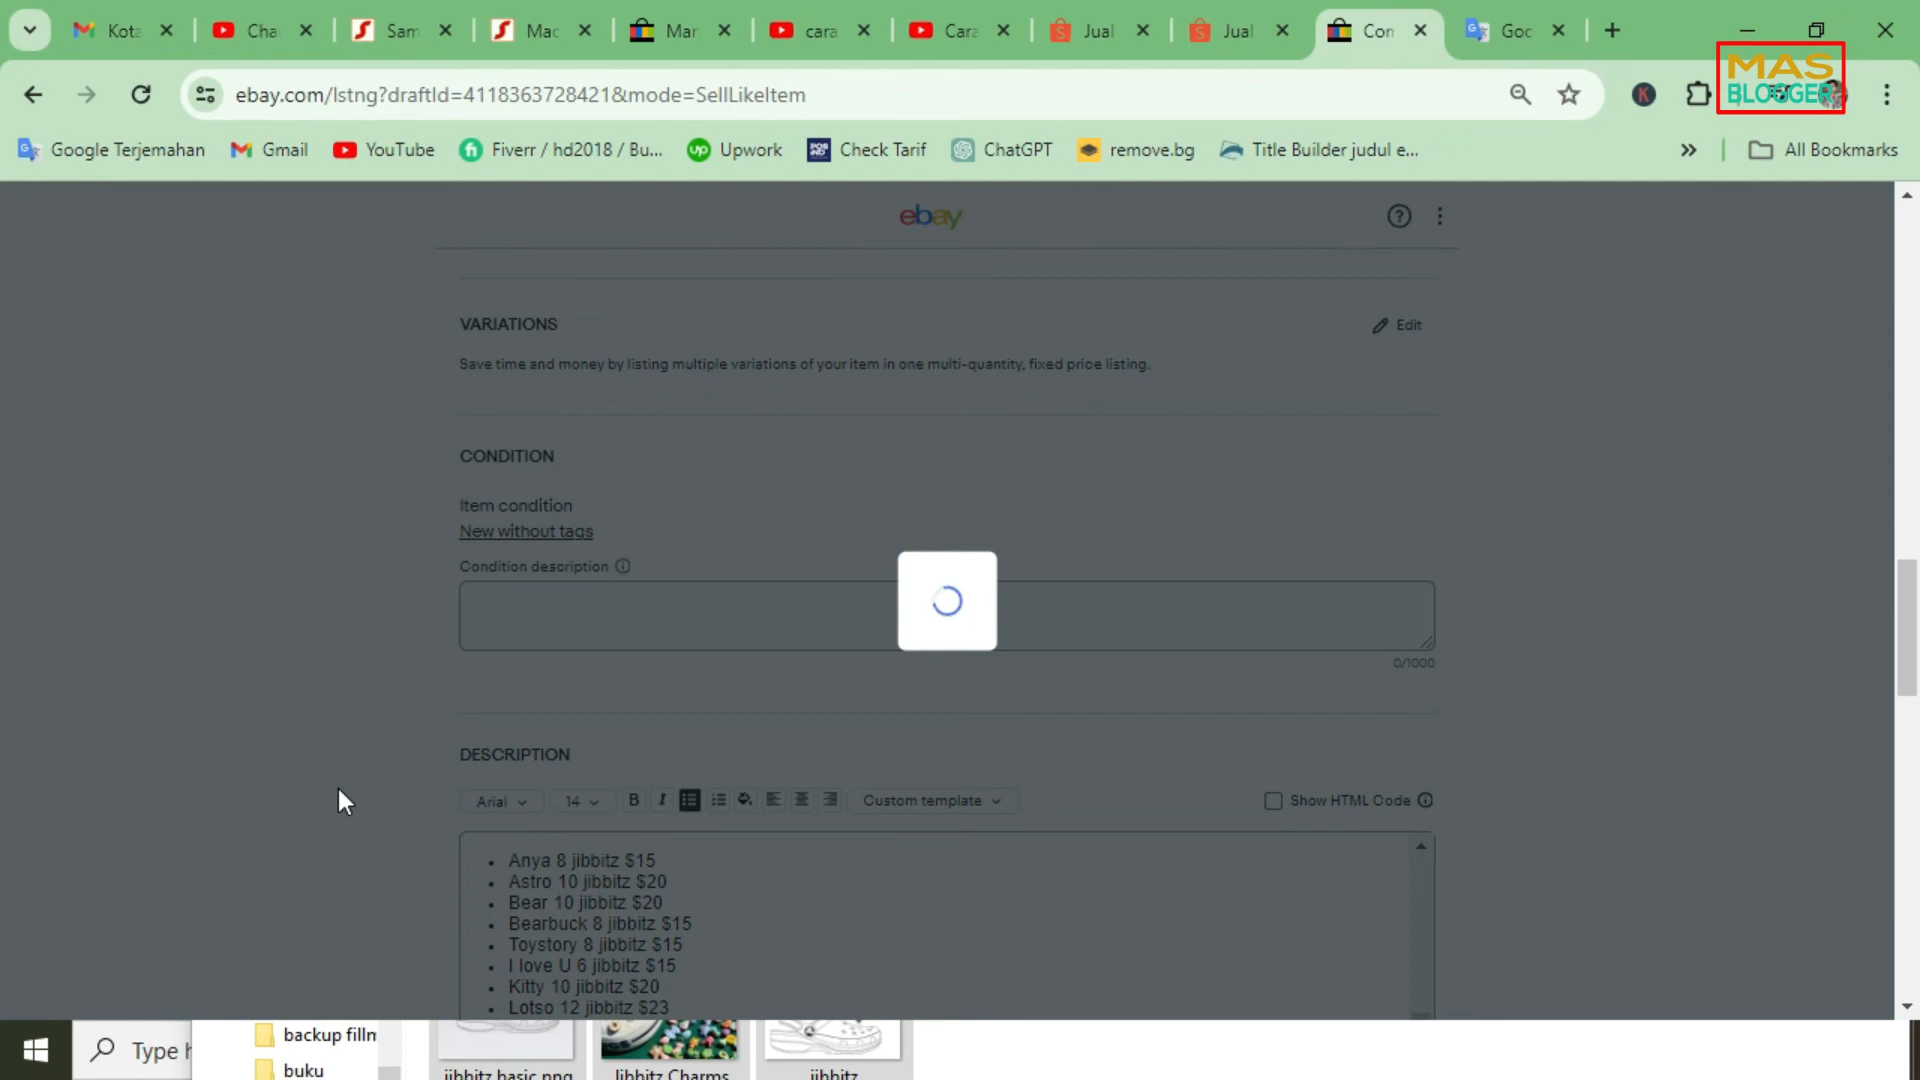 Kota
Cha
Sam
Mac
Mar
cara
Cara
Jual
Jual
Con
Goo
MAS
BLOGGER
ebay.com/lstng?draftId=4118363728421&mode=SellLikeItem
K
Google Terjemahan
Gmail
YouTube
Fiverr / hd2018 / Bu...
Upwork
Check Tarif
ChatGPT
remove.bg
Title Builder judul e...
»
All Bookmarks
ebay
VARIATIONS
Edit
Save time and money by listing multiple variations of your item in one multi-quantity, fixed price listing.
CONDITION
Item condition
New without tags
Condition description
0/1000
DESCRIPTION
Arial
14
B
I
Custom template
Show HTML Code
• Anya 8 jibbitz $15
• Astro 10 jibbitz $20
• Bear 10 jibbitz $20
• Bearbuck 8 jibbitz $15
• Toystory 8 jibbitz $15
• I love U 6 jibbitz $15
• Kitty 10 jibbitz $20
• Lotso 12 jibbitz $23
Type h
backup fillm
buku
jibbitz basic.png
Jibbitz Charms
jibbitz